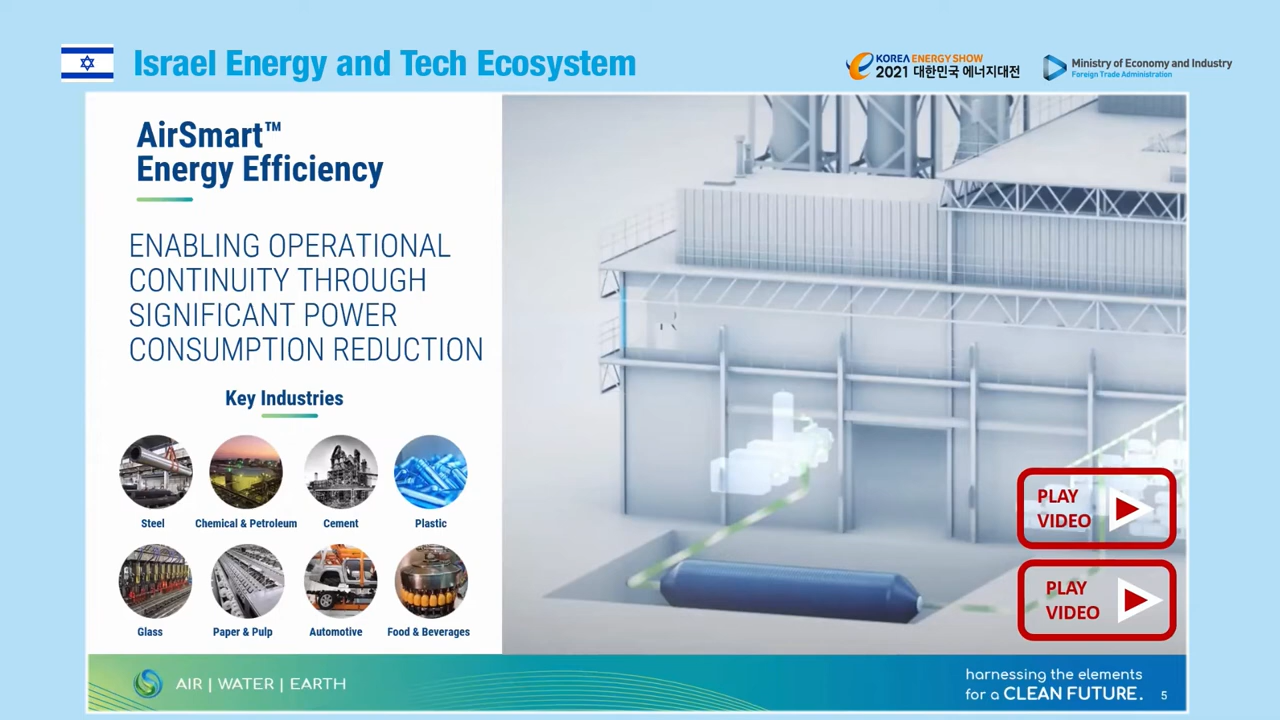 Israel Energy and Tech Ecosystem
KOREA ENERGY SHOW
2021 대한민국 에너지대전
Ministry of Economy and Industry
Foreign Trade Administration
AirSmart™
Energy Efficiency
ENABLING OPERATIONAL
CONTINUITY THROUGH
SIGNIFICANT POWER
CONSUMPTION REDUCTION
Key Industries
Steel
Chemical & Petroleum
Cement
Plastic
Glass
Paper & Pulp
Automotive
Food & Beverages
PLAY
VIDEO
PLAY
VIDEO
AIR | WATER | EARTH
harnessing the elements
for a CLEAN FUTURE.
5